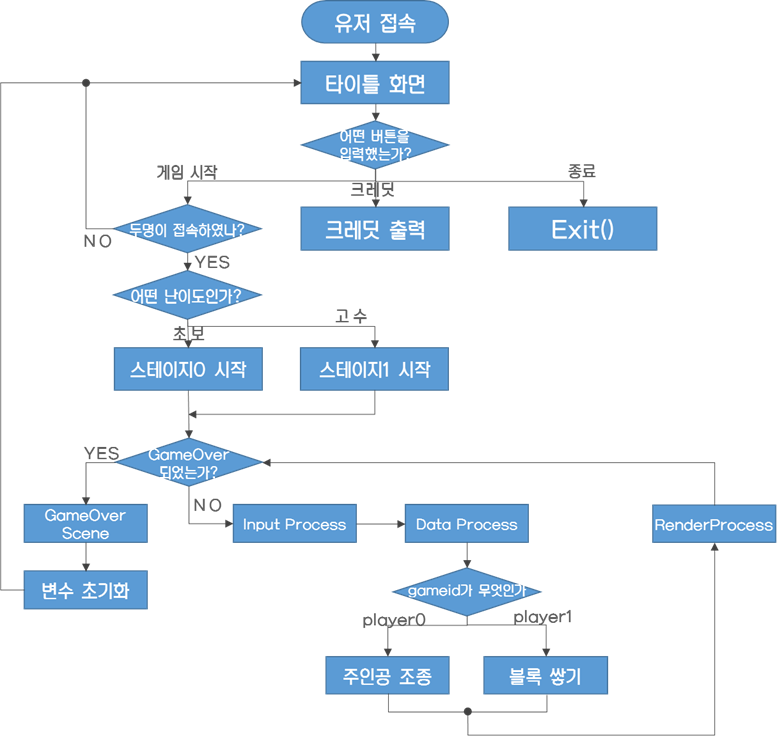 유저 접속
타이틀 화면
어떤 버튼을
입력했는가?
게임 시작
크레딧
종료
두명이 접속하였나?
크레딧 출력
Exit()
NO
YES
어떤 난이도인가?
초보
고수
스테이지0 시작
스테이지1 시작
GameOver
되었는가?
YES
NO
GameOver
Scene
Input Process
Data Process
RenderProcess
변수 초기화
gameid가 무엇인가
player0
player1
주인공 조종
블록 쌓기